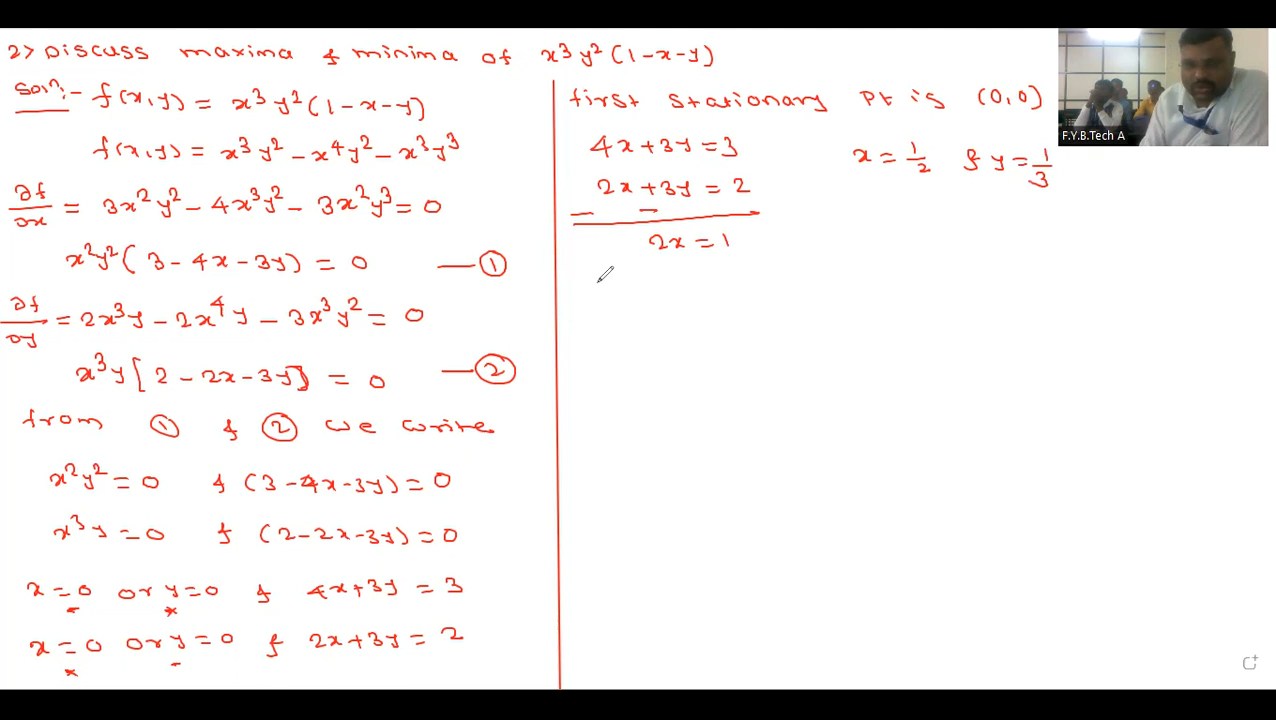 2> Discuss maxima & minima of x³y²(1-x-y)
Soln:- f(x,y) = x³y²(1-x-y)
f(x,y) = x³y² - x⁴y² - x³y³
∂f/∂x = 3x²y² - 4x³y² - 3x²y³ = 0
x²y²(3 - 4x - 3y) = 0 —①
∂f/∂y = 2x³y - 2x⁴y - 3x³y² = 0
x³y[2 - 2x - 3y] = 0 —②
from ① & ② we write
x²y² = 0 & (3 - 4x - 3y) = 0
x³y = 0 & (2 - 2x - 3y) = 0
x = 0 or y = 0 & 4x + 3y = 3
x = 0 or y = 0 & 2x + 3y = 2
first stationary pt is (0,0)
4x + 3y = 3
2x + 3y = 2
- -
2x = 1
x = 1/2 & y = 1/3
F.Y.B.Tech A